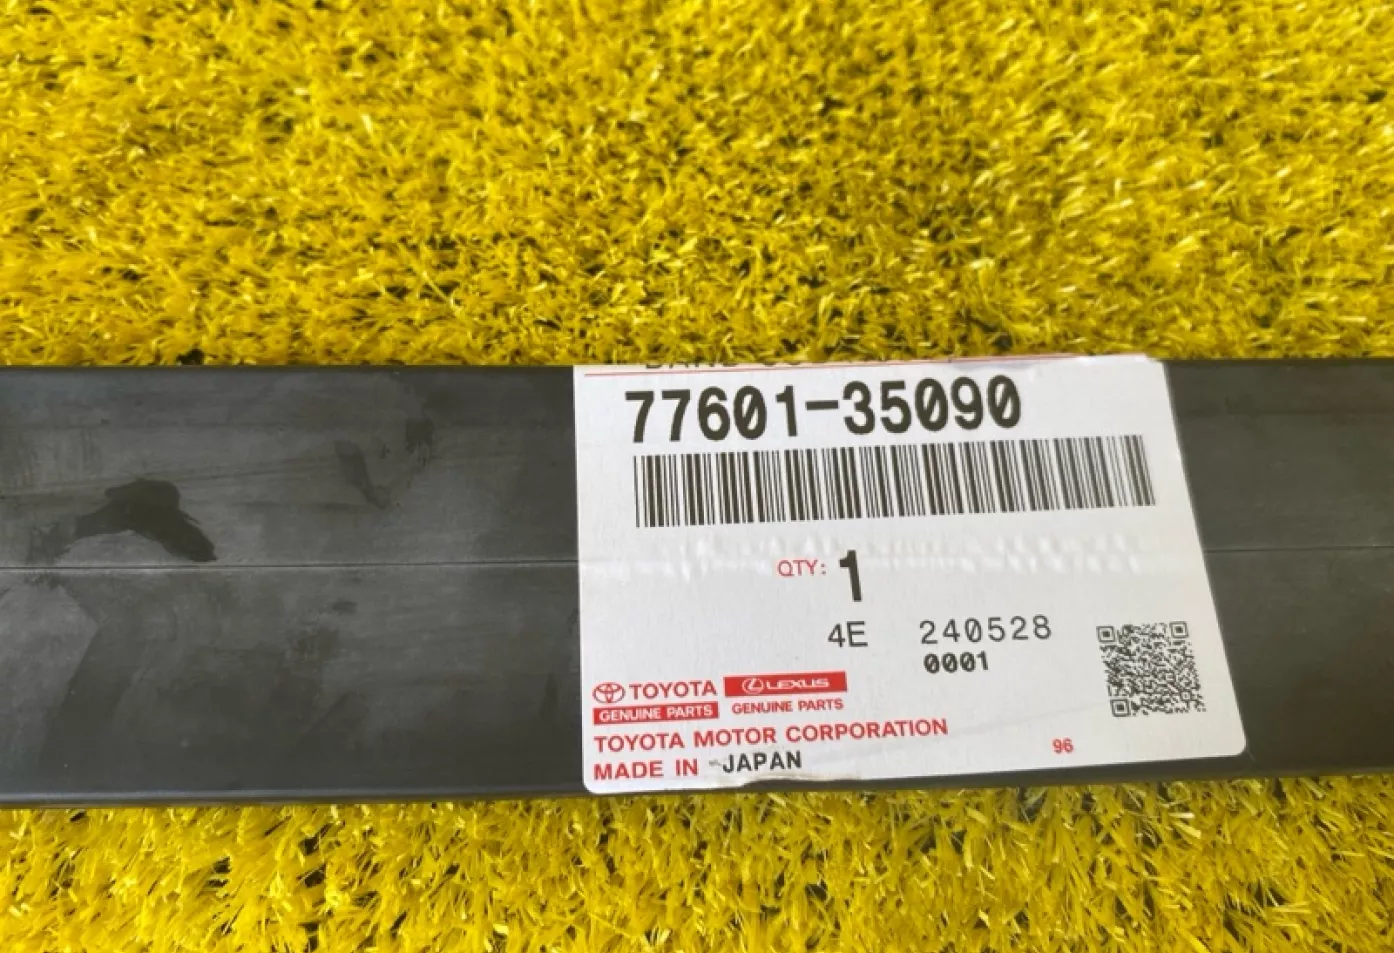 77601-35090
QTY: 1
4E 240528
0001
TOYOTA LEXUS
GENUINE PARTS GENUINE PARTS
TOYOTA MOTOR CORPORATION
96
MADE IN JAPAN